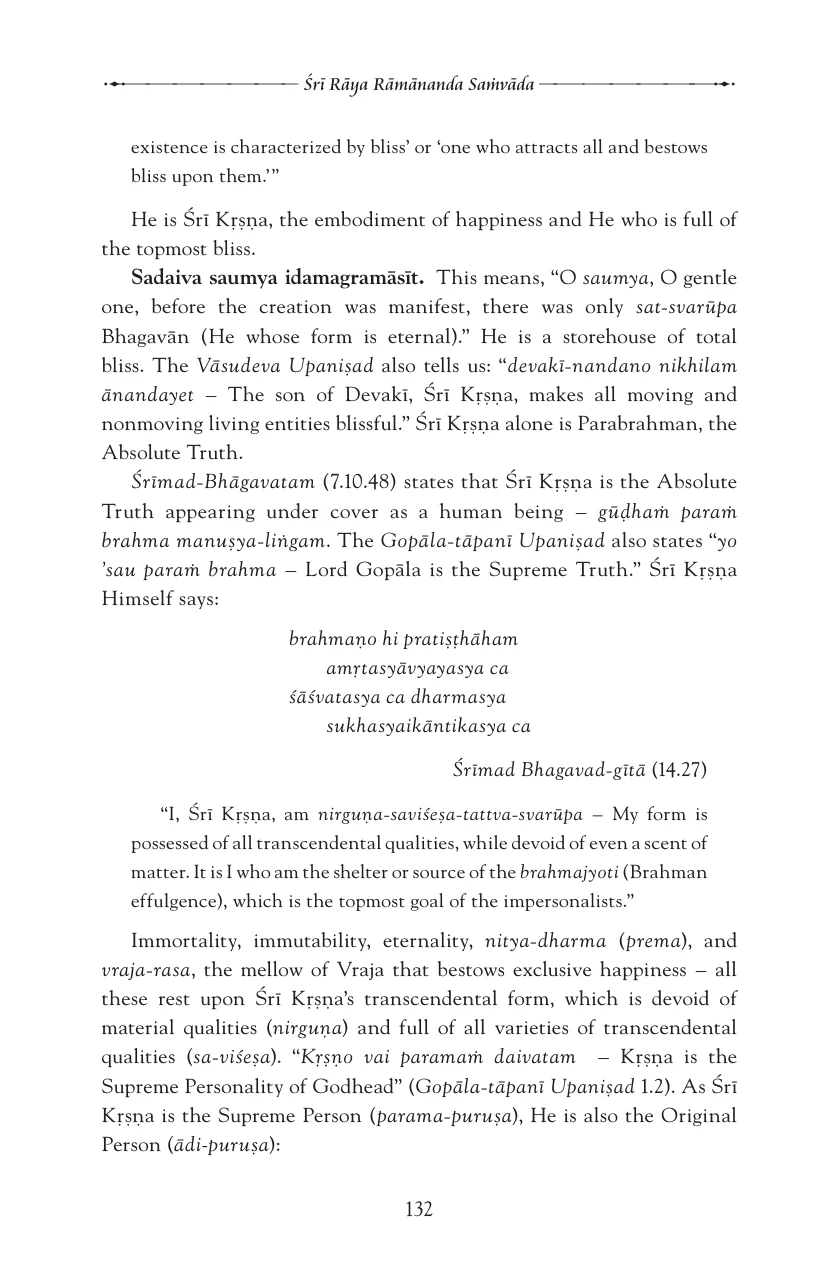 Śrī Rāya Rāmānanda Saṁvāda
existence is characterized by bliss’ or ‘one who attracts all and bestows
bliss upon them.’”
He is Śrī Kṛṣṇa, the embodiment of happiness and He who is full of
the topmost bliss.
Sadaiva saumya idamagramāsīt. This means, “O saumya, O gentle
one, before the creation was manifest, there was only sat-svarūpa
Bhagavān (He whose form is eternal).” He is a storehouse of total
bliss. The Vāsudeva Upaniṣad also tells us: “devakī-nandano nikhilam
ānandayet – The son of Devakī, Śrī Kṛṣṇa, makes all moving and
nonmoving living entities blissful.” Śrī Kṛṣṇa alone is Parabrahman, the
Absolute Truth.
Śrīmad-Bhāgavatam (7.10.48) states that Śrī Kṛṣṇa is the Absolute
Truth appearing under cover as a human being – gūḍhaṁ paraṁ
brahma manuṣya-liṅgam. The Gopāla-tāpanī Upaniṣad also states “yo
’sau paraṁ brahma – Lord Gopāla is the Supreme Truth.” Śrī Kṛṣṇa
Himself says:
brahmaṇo hi pratiṣṭhāham
amṛtasyāvyayasya ca
śāśvatasya ca dharmasya
sukhasyaikāntikasya ca
Śrīmad Bhagavad-gītā (14.27)
“I, Śrī Kṛṣṇa, am nirguṇa-saviśeṣa-tattva-svarūpa – My form is
possessed of all transcendental qualities, while devoid of even a scent of
matter. It is I who am the shelter or source of the brahmajyoti (Brahman
effulgence), which is the topmost goal of the impersonalists.”
Immortality, immutability, eternality, nitya-dharma (prema), and
vraja-rasa, the mellow of Vraja that bestows exclusive happiness – all
these rest upon Śrī Kṛṣṇa’s transcendental form, which is devoid of
material qualities (nirguṇa) and full of all varieties of transcendental
qualities (sa-viśeṣa). “Kṛṣṇo vai paramaṁ daivatam – Kṛṣṇa is the
Supreme Personality of Godhead” (Gopāla-tāpanī Upaniṣad 1.2). As Śrī
Kṛṣṇa is the Supreme Person (parama-puruṣa), He is also the Original
Person (ādi-puruṣa):
132